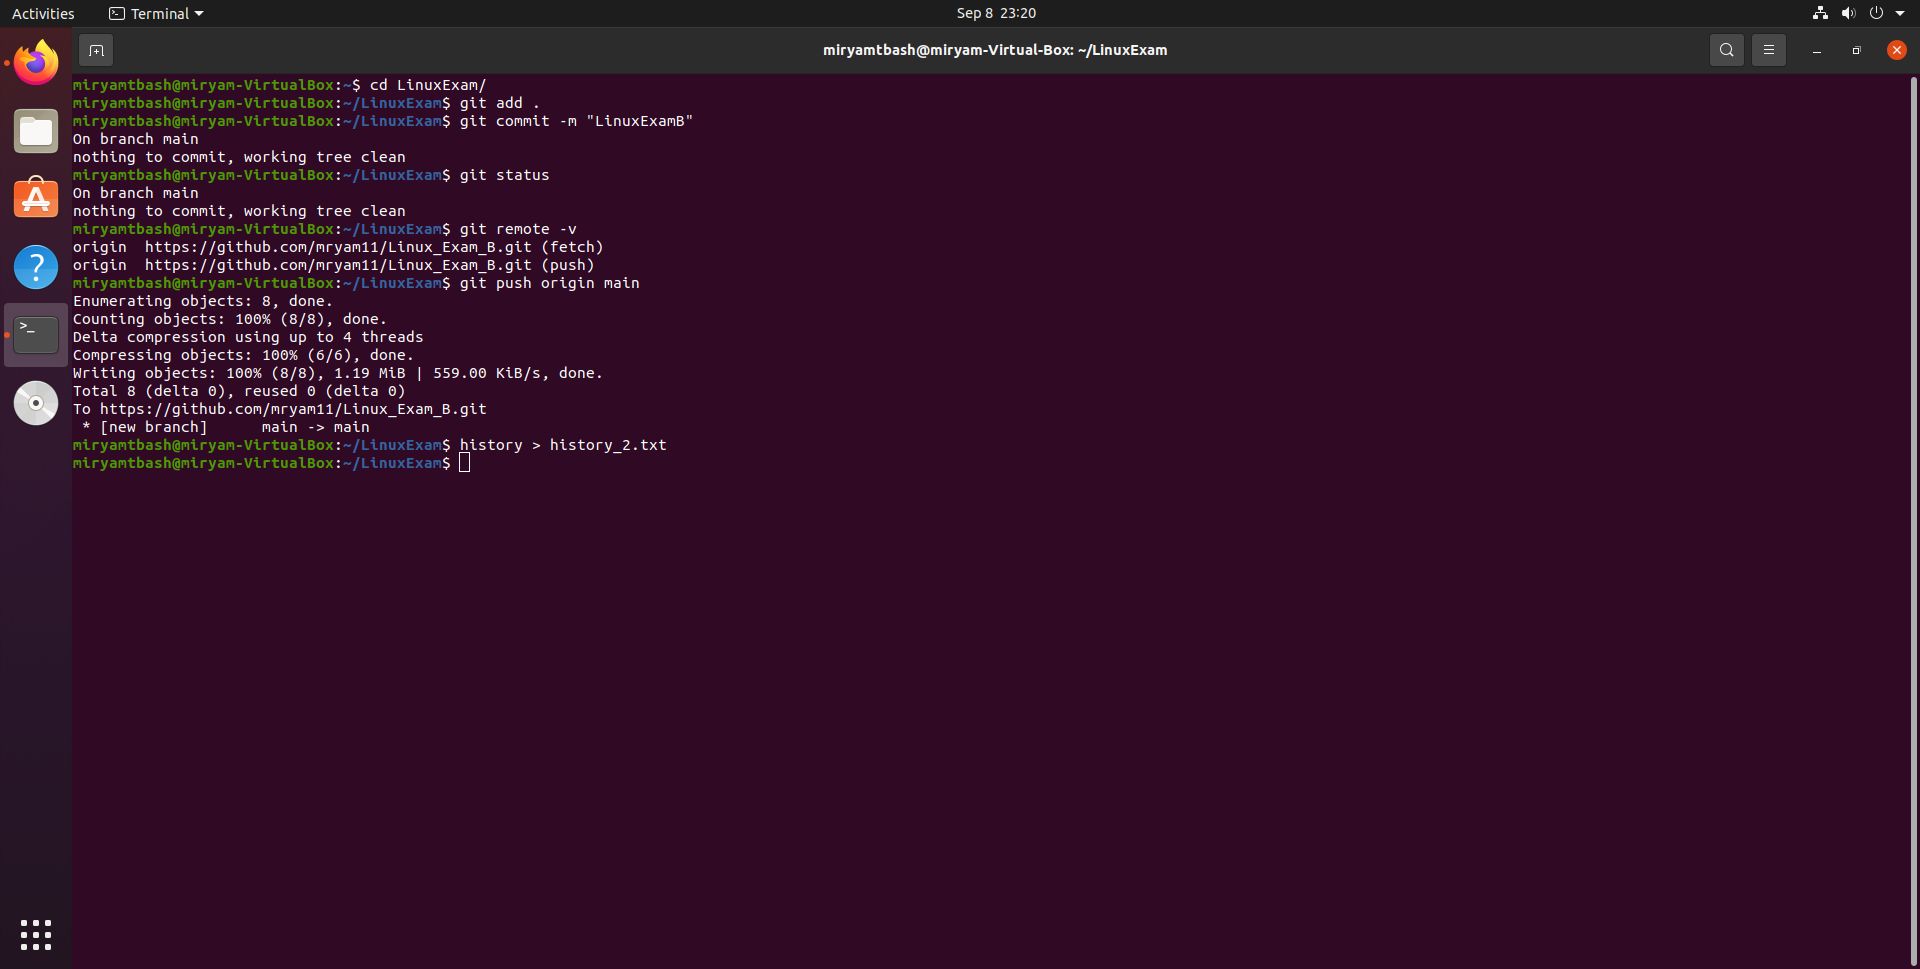 Activities Terminal Sep 8 23:20
miryamtbash@miryam-Virtual-Box: ~/LinuxExam
miryamtbash@miryam-VirtualBox:~$ cd LinuxExam/
miryamtbash@miryam-VirtualBox:~/LinuxExam$ git add .
miryamtbash@miryam-VirtualBox:~/LinuxExam$ git commit -m "LinuxExamB"
On branch main
nothing to commit, working tree clean
miryamtbash@miryam-VirtualBox:~/LinuxExam$ git status
On branch main
nothing to commit, working tree clean
miryamtbash@miryam-VirtualBox:~/LinuxExam$ git remote -v
origin  https://github.com/mryam11/Linux_Exam_B.git (fetch)
origin  https://github.com/mryam11/Linux_Exam_B.git (push)
miryamtbash@miryam-VirtualBox:~/LinuxExam$ git push origin main
Enumerating objects: 8, done.
Counting objects: 100% (8/8), done.
Delta compression using up to 4 threads
Compressing objects: 100% (6/6), done.
Writing objects: 100% (8/8), 1.19 MiB | 559.00 KiB/s, done.
Total 8 (delta 0), reused 0 (delta 0)
To https://github.com/mryam11/Linux_Exam_B.git
 * [new branch]      main -> main
miryamtbash@miryam-VirtualBox:~/LinuxExam$ history > history_2.txt
miryamtbash@miryam-VirtualBox:~/LinuxExam$